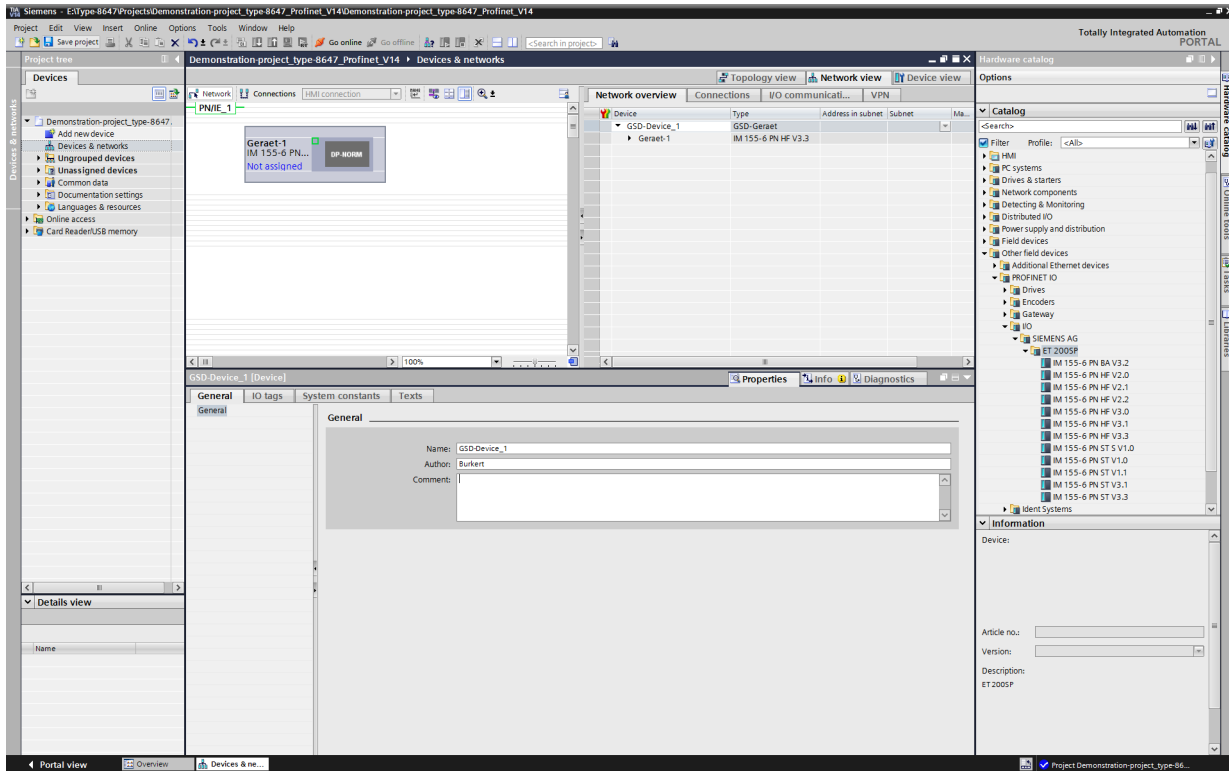 Siemens - E:\Type-8647\Projects\Demonstration-project_type-8647_Profinet_V14\Demonstration-project_type-8647_Profinet_V14
Project Edit View Insert Online Options Tools Window Help
Totally Integrated Automation
PORTAL
Save project
Go online
Go offline
<Search in project>
Project tree
Devices
Devices & networks
Demonstration-project_type-8647.
Add new device
Devices & networks
Ungrouped devices
Unassigned devices
Common data
Documentation settings
Languages & resources
Online access
Card Reader/USB memory
Details view
Name
Demonstration-project_type-8647_Profinet_V14 Devices & networks
Topology view
Network view
Device view
Network
Connections
HMI connection
PN/IE_1
Geraet-1
IM 155-6 PN...
Not assigned
DP-NORM
100%
Network overview
Connections
I/O communicati...
VPN
Device Type Address in subnet Subnet Ma...
GSD-Device_1 GSD-Geraet
Geraet-1 IM 155-6 PN HF V3.3
GSD-Device_1 [Device]
Properties
Info
Diagnostics
General
IO tags
System constants
Texts
General
General
Name: GSD-Device_1
Author: Burkert
Comment:
Hardware catalog
Options
Catalog
<Search>
Filter Profile: <All>
HMI
PC systems
Drives & starters
Network components
Detecting & Monitoring
Distributed I/O
Power supply and distribution
Field devices
Other field devices
Additional Ethernet devices
PROFINET IO
Drives
Encoders
Gateway
I/O
SIEMENS AG
ET 200SP
IM 155-6 PN BA V3.2
IM 155-6 PN HF V2.0
IM 155-6 PN HF V2.1
IM 155-6 PN HF V2.2
IM 155-6 PN HF V3.0
IM 155-6 PN HF V3.1
IM 155-6 PN HF V3.3
IM 155-6 PN ST S V1.0
IM 155-6 PN ST V1.0
IM 155-6 PN ST V1.1
IM 155-6 PN ST V3.1
IM 155-6 PN ST V3.3
Ident Systems
Information
Device:
Article no.:
Version:
Description:
ET 200SP
Hardware catalog
Online tools
Tasks
Libraries
Portal view
Overview
Devices & ne...
Project Demonstration-project_type-86...